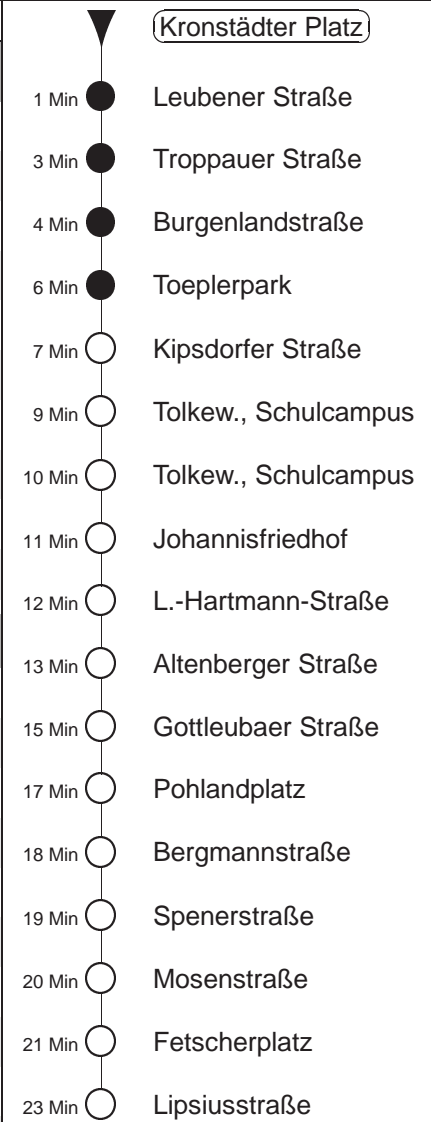 Kronstädter Platz
1 Min Leubener Straße
3 Min Troppauer Straße
4 Min Burgenlandstraße
6 Min Toeplerpark
7 Min Kipsdorfer Straße
9 Min Tolkew., Schulcampus
10 Min Tolkew., Schulcampus
11 Min Johannisfriedhof
12 Min L.-Hartmann-Straße
13 Min Altenberger Straße
15 Min Gottleubaer Straße
17 Min Pohlandplatz
18 Min Bergmannstraße
19 Min Spenerstraße
20 Min Mosenstraße
21 Min Fetscherplatz
23 Min Lipsiusstraße